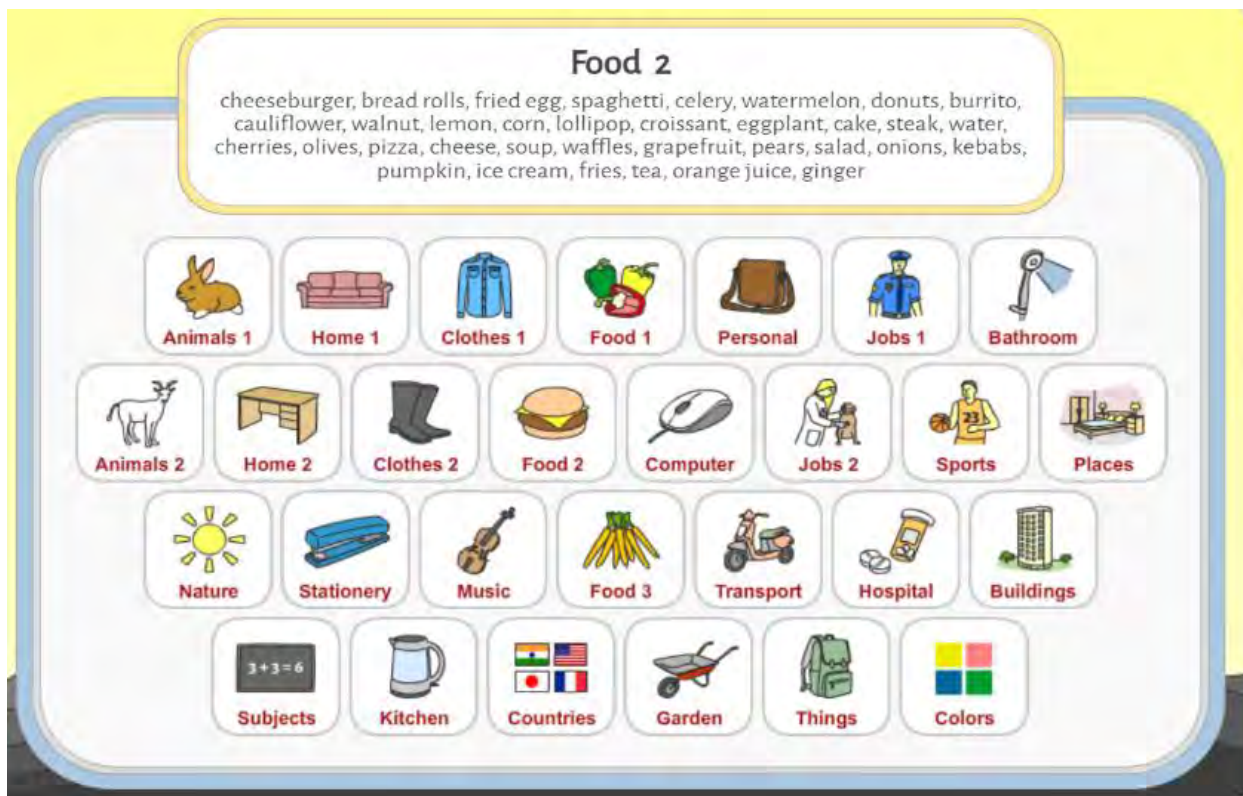 Food 2
cheeseburger, bread rolls, fried egg, spaghetti, celery, watermelon, donuts, burrito,
cauliflower, walnut, lemon, corn, lollipop, croissant, eggplant, cake, steak, water,
cherries, olives, pizza, cheese, soup, waffles, grapefruit, pears, salad, onions, kebabs,
pumpkin, ice cream, fries, tea, orange juice, ginger
Animals 1 Home 1 Clothes 1 Food 1 Personal Jobs 1 Bathroom
23
Animals 2 Home 2 Clothes 2 Food 2 Computer Jobs 2 Sports Places
Nature Stationery Music Food 3 Transport Hospital Buildings
3+3=6
Subjects Kitchen Countries Garden Things Colors